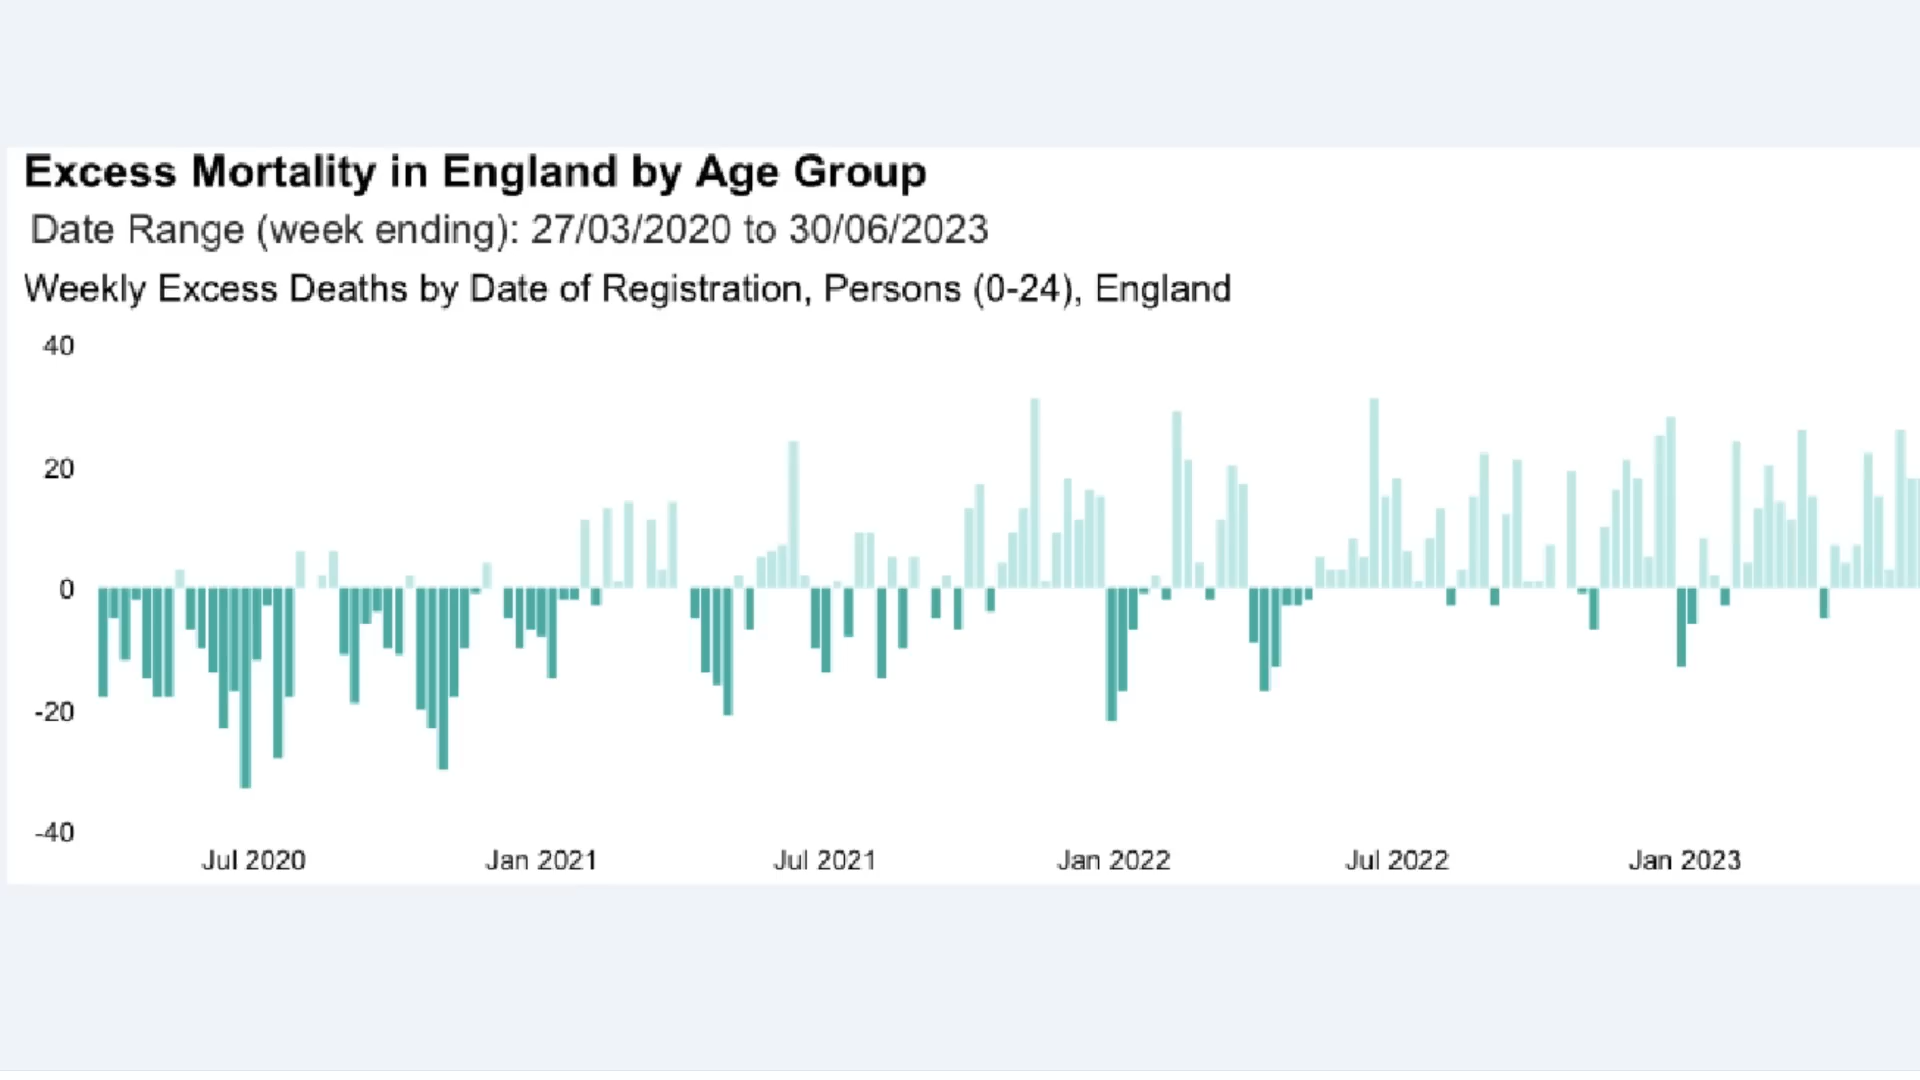 Excess Mortality in England by Age Group
Date Range (week ending): 27/03/2020 to 30/06/2023
Weekly Excess Deaths by Date of Registration, Persons (0-24), England
40
20
0
-20
-40
Jul 2020 Jan 2021 Jul 2021 Jan 2022 Jul 2022 Jan 2023